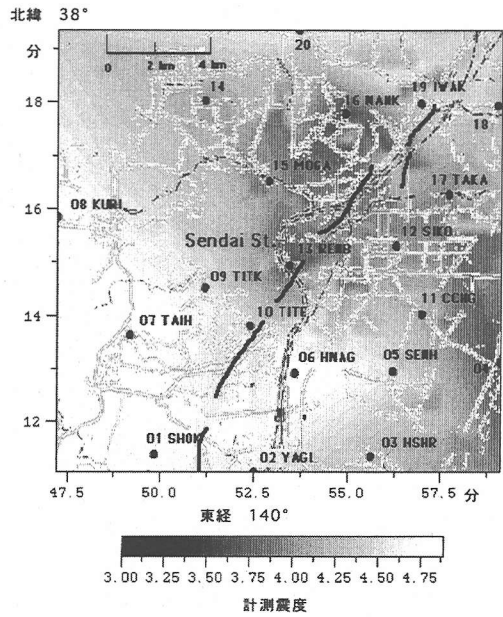 北緯 38°
分
20
0 2 km 4 km
14
19 IWAK
18
16 NANK
18
15 MOGA
17 TAKA
16
08 KURI
12 SIKO
Sendai St.
09 TITK
11 CCHG
14
10 TITE
07 TAIH
06 HNAG
05 SENH
04
12
01 SHOK
02 YAGI
03 HSHR
47.5 50.0 52.5 55.0 57.5 分
東経 140°
3.00 3.25 3.50 3.75 4.00 4.25 4.50 4.75
計測震度